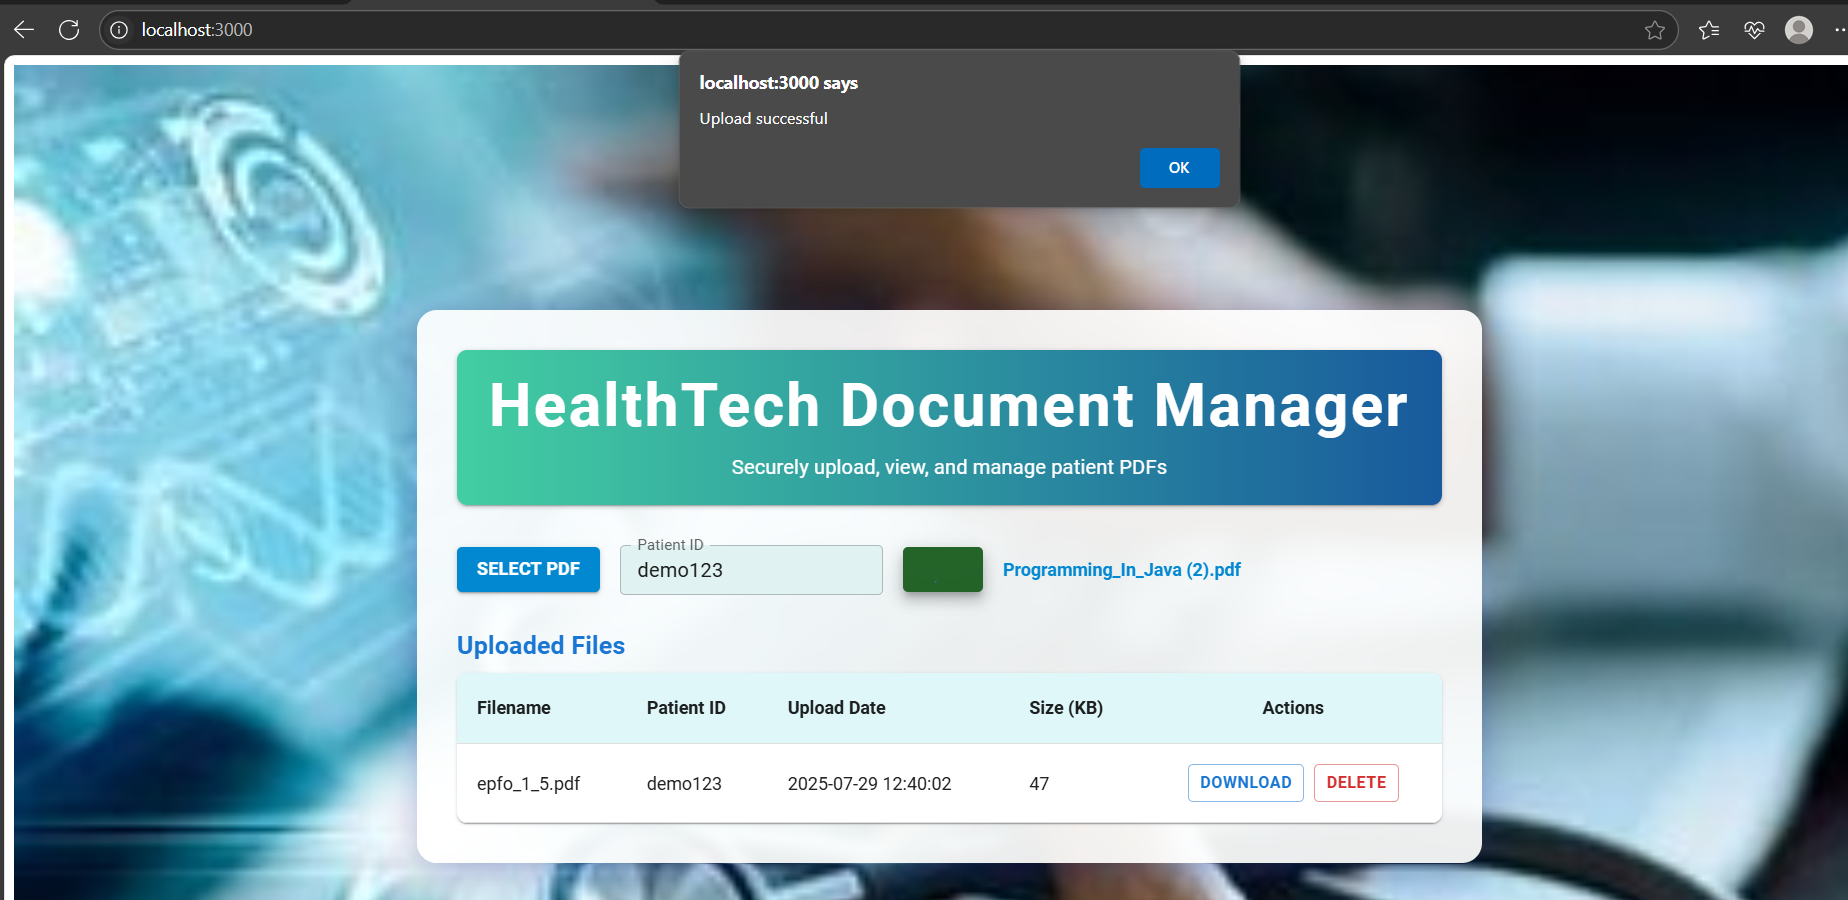 localhost:3000
localhost:3000 says
Upload successful
OK
HealthTech Document Manager
Securely upload, view, and manage patient PDFs
SELECT PDF
Patient ID
demo123
Programming_In_Java (2).pdf
Uploaded Files
Filename Patient ID Upload Date Size (KB) Actions
epfo_1_5.pdf demo123 2025-07-29 12:40:02 47 DOWNLOAD DELETE